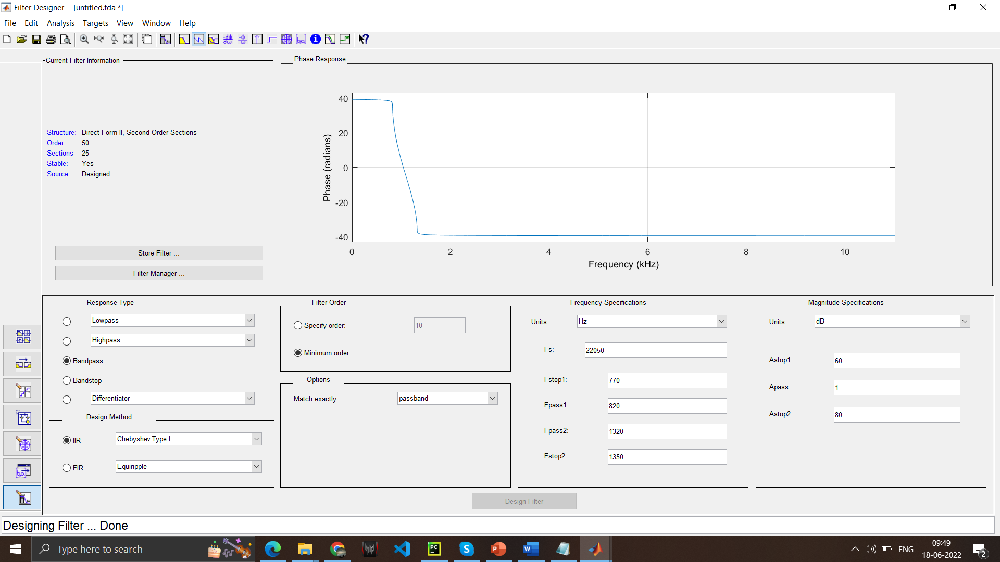 Filter Designer - [untitled.fda *]
File Edit Analysis Targets View Window Help
Current Filter Information
Structure: Direct-Form II, Second-Order Sections
Order: 50
Sections 25
Stable: Yes
Source: Designed
Store Filter ...
Filter Manager ...
Phase Response
40
20
0
-20
-40
Phase (radians)
0 2 4 6 8 10
Frequency (kHz)
Response Type
Lowpass
Highpass
Bandpass
Bandstop
Differentiator
Design Method
IIR Chebyshev Type I
FIR Equiripple
Filter Order
Specify order: 10
Minimum order
Options
Match exactly: passband
Frequency Specifications
Units: Hz
Fs: 22050
Fstop1: 770
Fpass1: 820
Fpass2: 1320
Fstop2: 1350
Magnitude Specifications
Units: dB
Astop1: 60
Apass: 1
Astop2: 80
Design Filter
Designing Filter ... Done
Type here to search
PC
S
P
W
ENG
09:49
18-06-2022
2